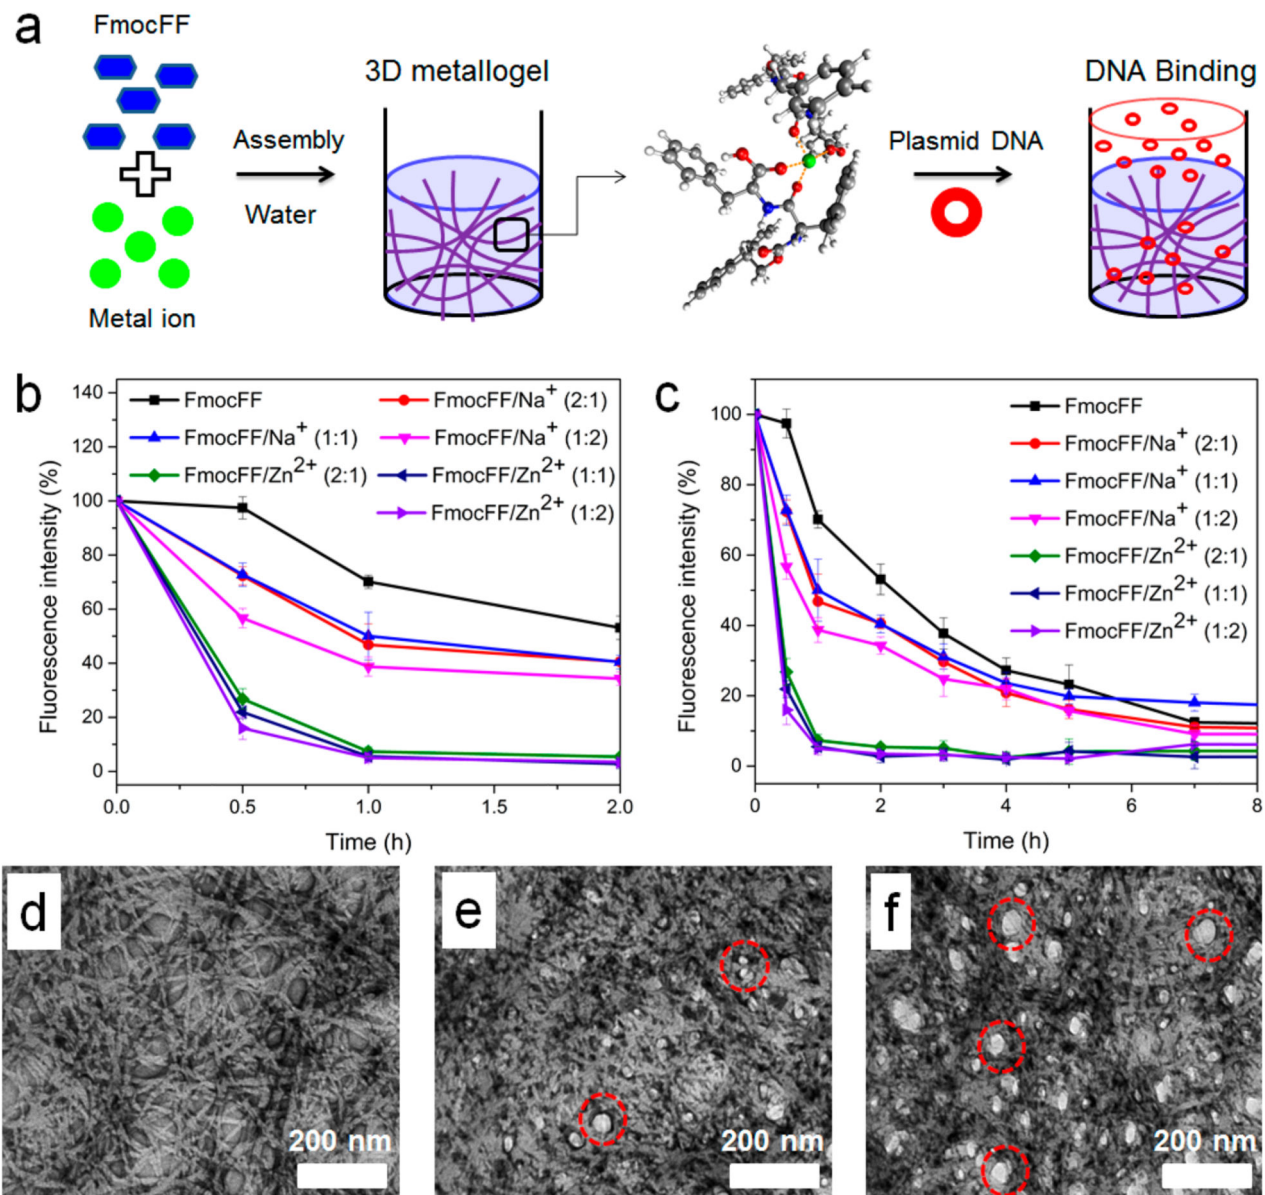 a
FmocFF
Metal ion
Assembly
Water
3D metallogel
Plasmid DNA
DNA Binding
b
FmocFF
FmocFF/Na⁺ (2:1)
FmocFF/Na⁺ (1:1)
FmocFF/Na⁺ (1:2)
FmocFF/Zn²⁺ (2:1)
FmocFF/Zn²⁺ (1:1)
FmocFF/Zn²⁺ (1:2)
Fluorescence intensity (%)
140
120
100
80
60
40
20
0
0.0 0.5 1.0 1.5 2.0
Time (h)
c
FmocFF
FmocFF/Na⁺ (2:1)
FmocFF/Na⁺ (1:1)
FmocFF/Na⁺ (1:2)
FmocFF/Zn²⁺ (2:1)
FmocFF/Zn²⁺ (1:1)
FmocFF/Zn²⁺ (1:2)
Fluorescence intensity (%)
100
80
60
40
20
0
0 2 4 6 8
Time (h)
d
200 nm
e
200 nm
f
200 nm